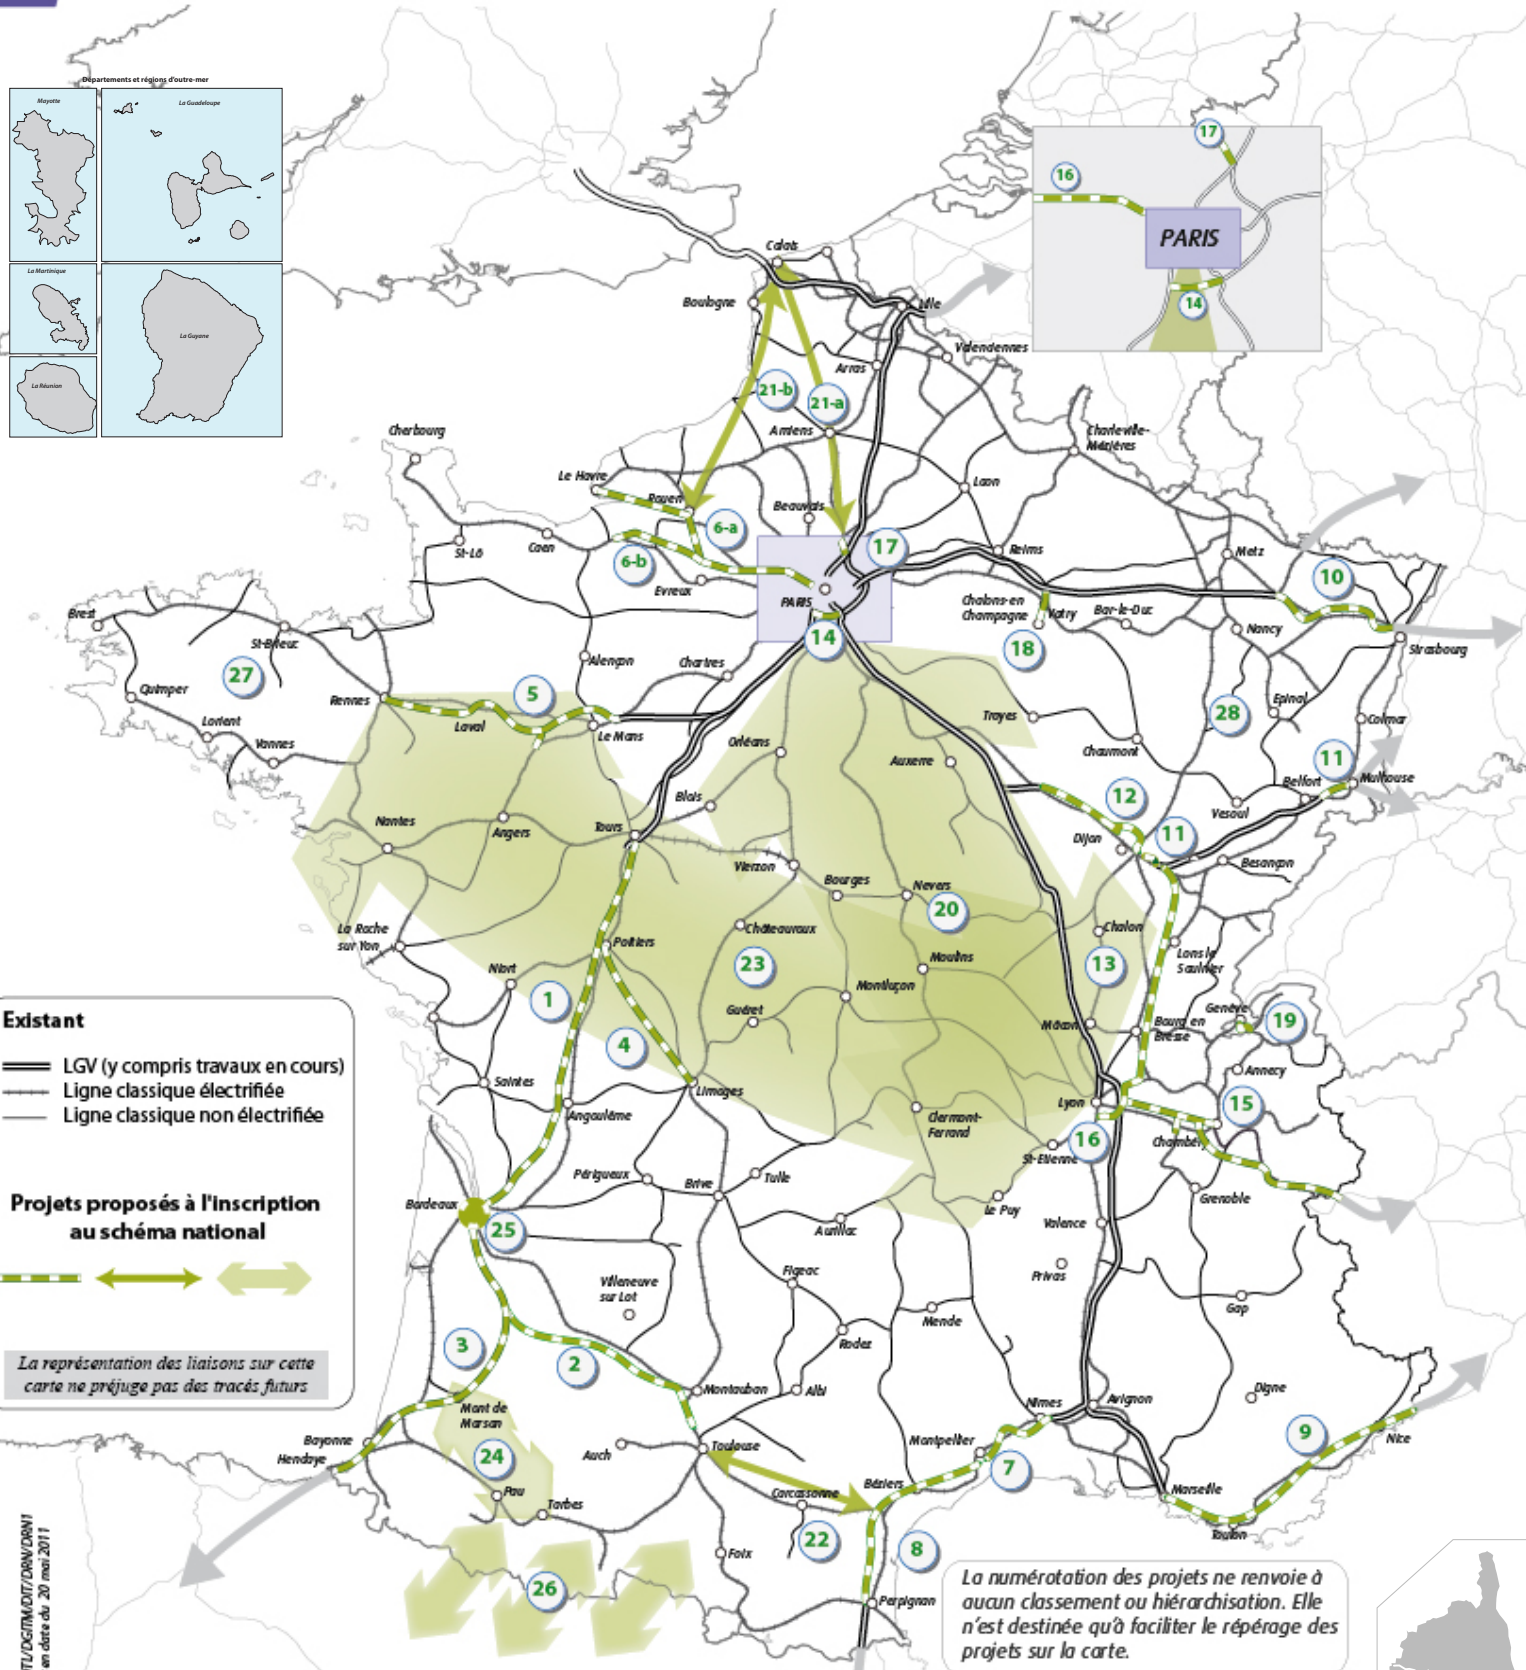 Départements et régions d'outre-mer
Mayotte
La Guadeloupe
La Martinique
La Guyane
La Réunion
17
16
PARIS
14
Calais
Boulogne
Lille
Valenciennes
Arras
21-b
21-a
Amiens
Cherbourg
Charleville-
Mézières
Le Havre
Rouen
Beauvais
Laon
6-a
17
St-Lô
Caen
6-b
Reims
Metz
Evreux
PARIS
Chalons-en
Champagne
Vatry
Bar-le-Duc
10
Nancy
Brest
St-Brieuc
14
18
Strasbourg
27
Alençon
Chartres
Quimper
Rennes
5
Epinal
Lorient
Laval
Le Mans
Troyes
28
Colmar
Vannes
Orléans
Chaumont
Auxerre
11
Belfort
Mulhouse
Blois
12
Vesoul
Nantes
Angers
Tours
Dijon
11
Vierzon
Besançon
Bourges
Nevers
20
La Roche
sur Yon
Châteauroux
Chalon
Poitiers
Lons le
Saulnier
Niort
23
Moulins
13
1
Montluçon
Guéret
Genève
19
Mâcon
Bourg en
Bresse
4
Saintes
Limoges
Annecy
Angoulême
Clermont-
Ferrand
Lyon
15
16
Chambéry
St-Etienne
Périgueux
Brive
Tulle
Grenoble
Bordeaux
Le Puy
25
Aurillac
Valence
Villeneuve
sur Lot
Figeac
Privas
Mende
Gap
3
2
Rodez
Montauban
Albi
Digne
Mont de
Marsan
Nîmes
Avignon
Bayonne
Hendaye
Auch
Toulouse
Montpellier
9
Nice
24
7
Pau
Béziers
Carcassonne
Marseille
Tarbes
Toulon
22
8
Foix
26
Perpignan
Existant
LGV (y compris travaux en cours)
Ligne classique électrifiée
Ligne classique non électrifiée
Projets proposés à l'inscription
au schéma national
La représentation des liaisons sur cette
carte ne préjuge pas des tracés futurs
La numérotation des projets ne renvoie à
aucun classement ou hiérarchisation. Elle
n'est destinée qu'à faciliter le répérage des
projets sur la carte.
TL/DGITM/DIT/DRN/DRN1
en date du 20 mai 2011